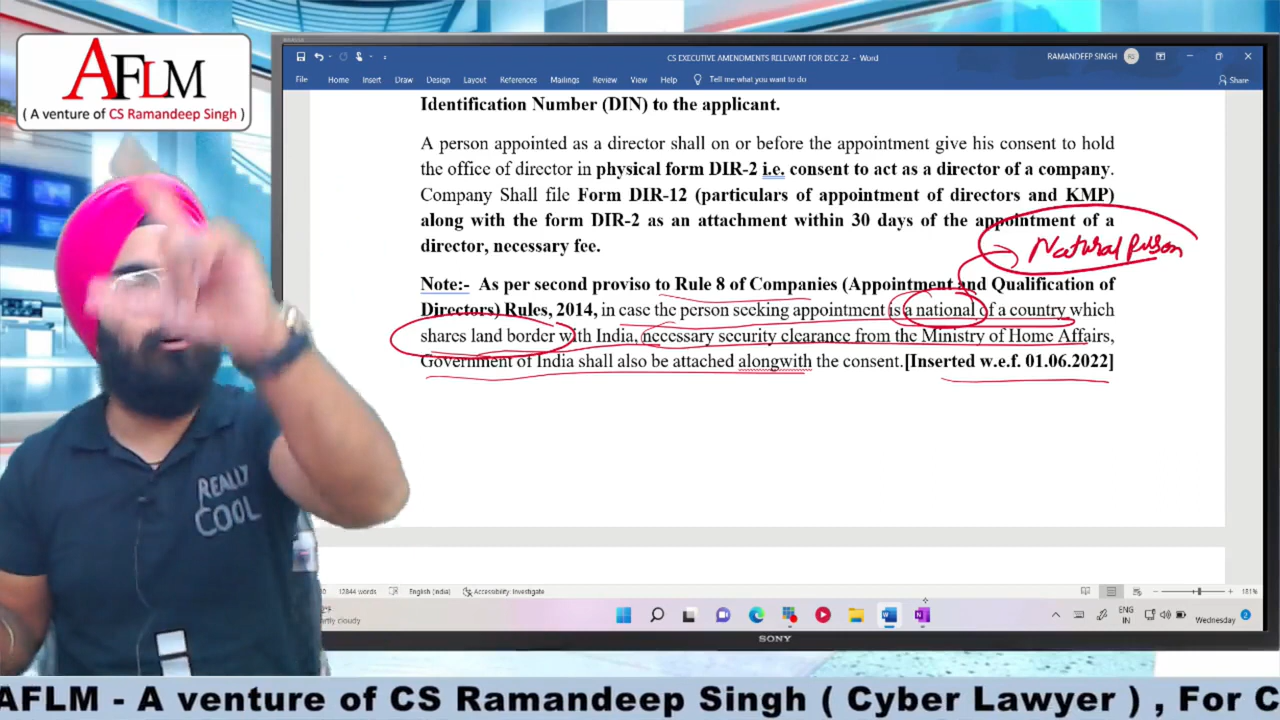 AFLM
( A venture of CS Ramandeep Singh )
CS EXECUTIVE AMENDMENTS RELEVANT FOR DEC 22 - Word
RAMANDEEP SINGH
File Home Insert Draw Design Layout References Mailings Review View Help Tell me what you want to do Share
Identification Number (DIN) to the applicant.
A person appointed as a director shall on or before the appointment give his consent to hold
the office of director in physical form DIR-2 i.e. consent to act as a director of a company.
Company Shall file Form DIR-12 (particulars of appointment of directors and KMP)
along with the form DIR-2 as an attachment within 30 days of the appointment of a
director, necessary fee.
Natural Person
Note:- As per second proviso to Rule 8 of Companies (Appointment and Qualification of
Directors) Rules, 2014, in case the person seeking appointment is a national of a country which
shares land border with India, necessary security clearance from the Ministry of Home Affairs,
Government of India shall also be attached alongwith the consent.[Inserted w.e.f. 01.06.2022]
REALLY
COOL
12844 words English (India) Accessibility: Investigate 181%
ENG
IN
Wednesday
SONY
AFLM - A venture of CS Ramandeep Singh ( Cyber Lawyer ) , For C